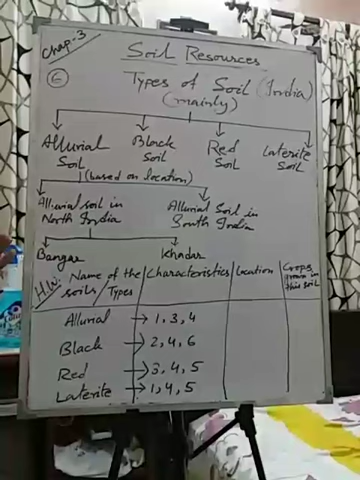 Chap: 3
Soil Resources
6
Types of Soil (India)
(mainly)
Alluvial Soil
Black Soil
Red Soil
Laterite Soil
(based on location)
Alluvial soil in North India
Alluvial Soil in South India
Bangar
Khadar
H/W
Name of the soils / Types
Characteristics
Location
Crops grown in this soil
Alluvial → 1, 3, 4
Black → 2, 4, 6
Red → 3, 4, 5
Laterite → 1, 4, 5